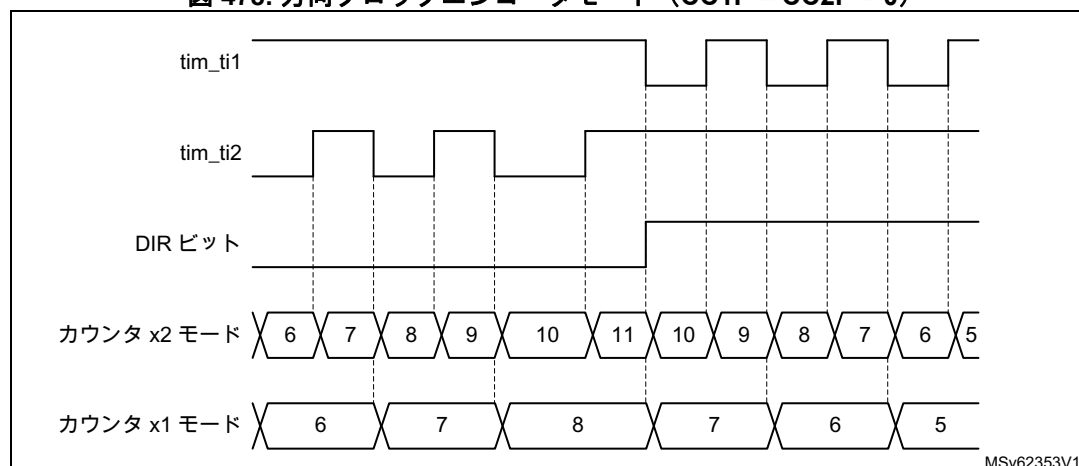 tim_ti1
tim_ti2
DIR ビット
カウンタ x2 モード 6 7 8 9 10 11 10 9 8 7 6 5
カウンタ x1 モード 6 7 8 7 6 5
MSv62353V1